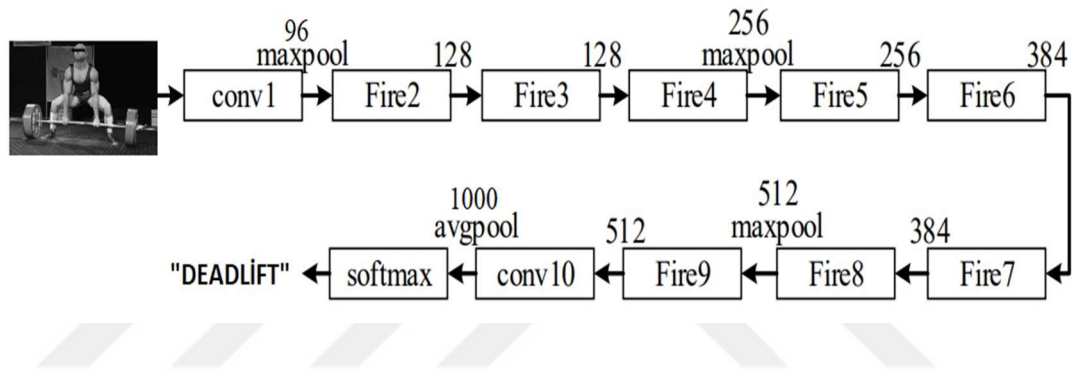 96
maxpool
128
128
256
maxpool
256
384
conv1
Fire2
Fire3
Fire4
Fire5
Fire6
1000
avgpool
512
512
maxpool
384
"DEADLİFT"
softmax
conv10
Fire9
Fire8
Fire7